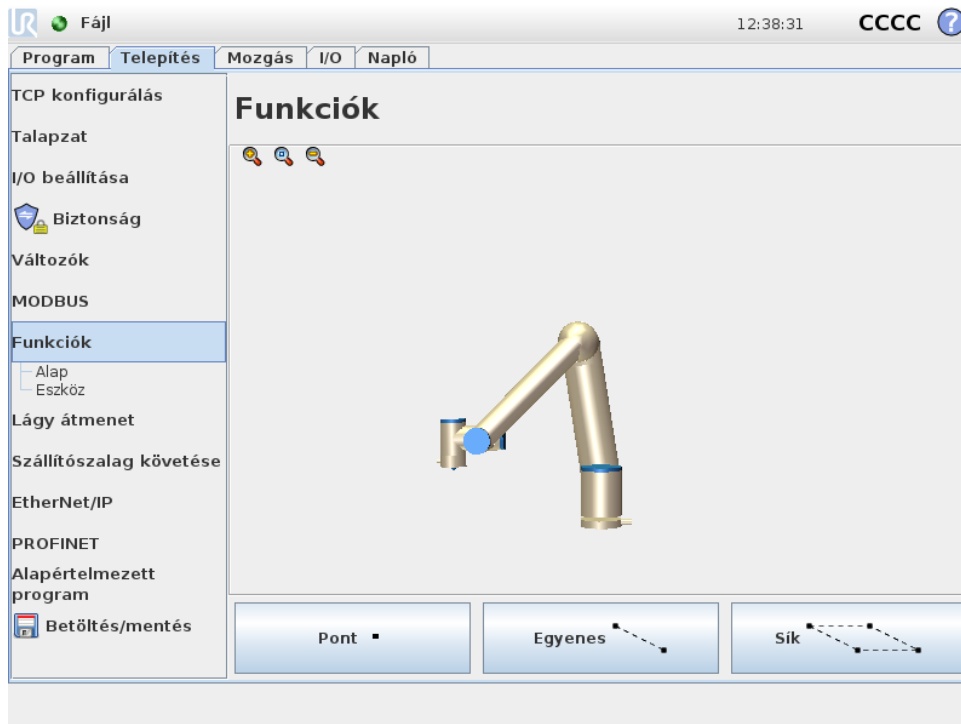 UR Fájl 12:38:31 CCCC ?
Program Telepítés Mozgás I/O Napló
TCP konfigurálás
Talapzat
I/O beállítása
Biztonság
Változók
MODBUS
Funkciók
Alap
Eszköz
Lágy átmenet
Szállítószalag követése
EtherNet/IP
PROFINET
Alapértelmezett
program
Betöltés/mentés
Funkciók
Pont
Egyenes
Sík